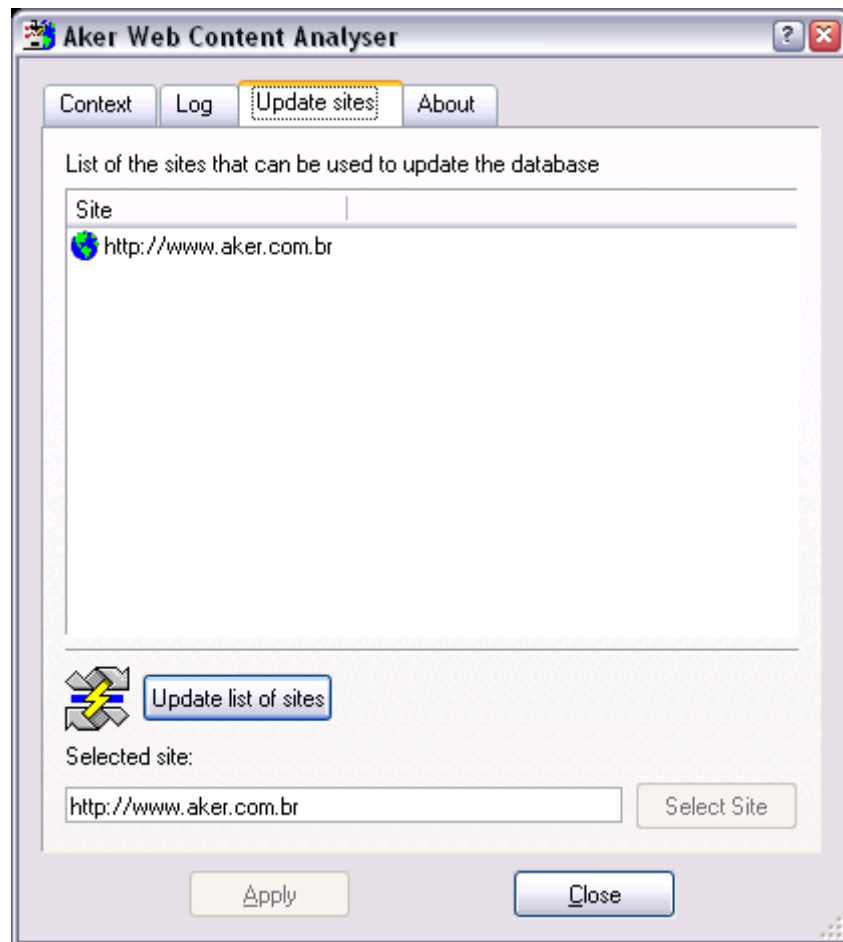 Aker Web Content Analyser
Context Log Update sites About
List of the sites that can be used to update the database
Site
http://www.aker.com.br
Update list of sites
Selected site:
http://www.aker.com.br Select Site
Apply Close